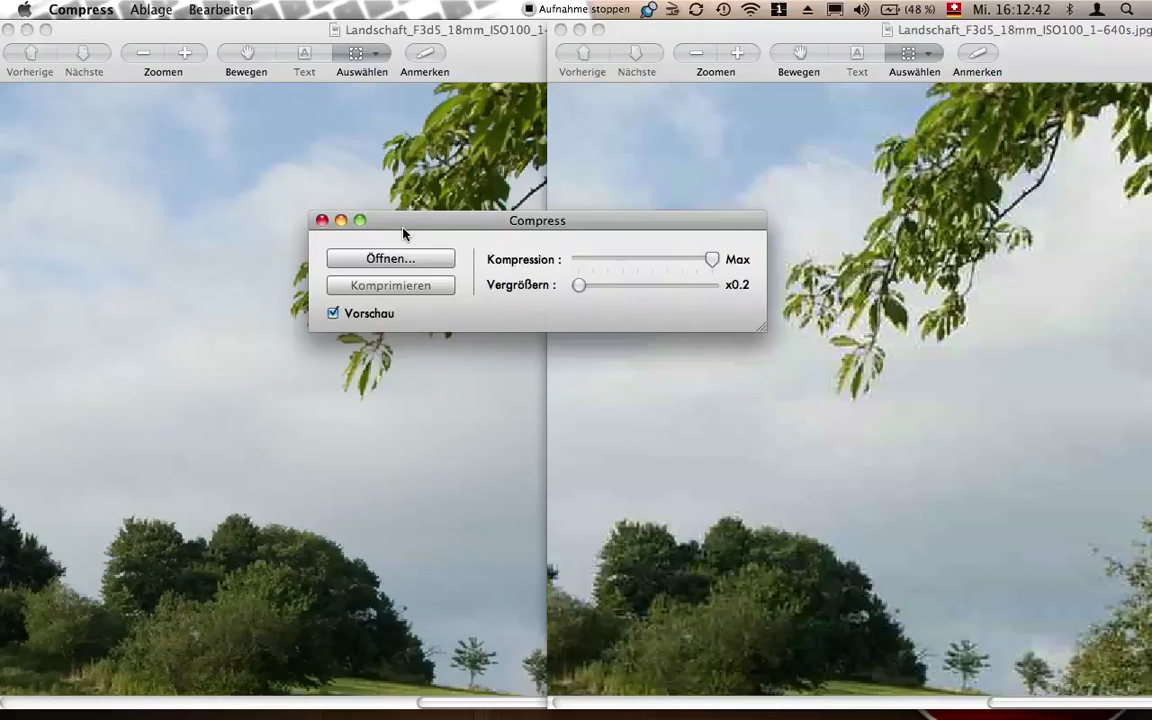 Compress Ablage Bearbeiten Aufnahme stoppen 1 (48 %) Mi. 16:12:42
Landschaft_F3d5_18mm_ISO100_1-
Landschaft_F3d5_18mm_ISO100_1-640s.jpg
Vorherige Nächste Zoomen Bewegen Text Auswählen Anmerken
Vorherige Nächste Zoomen Bewegen Text Auswählen Anmerken
Compress
Öffnen...
Kompression : Max
Komprimieren
Vergrößern : x0.2
Vorschau